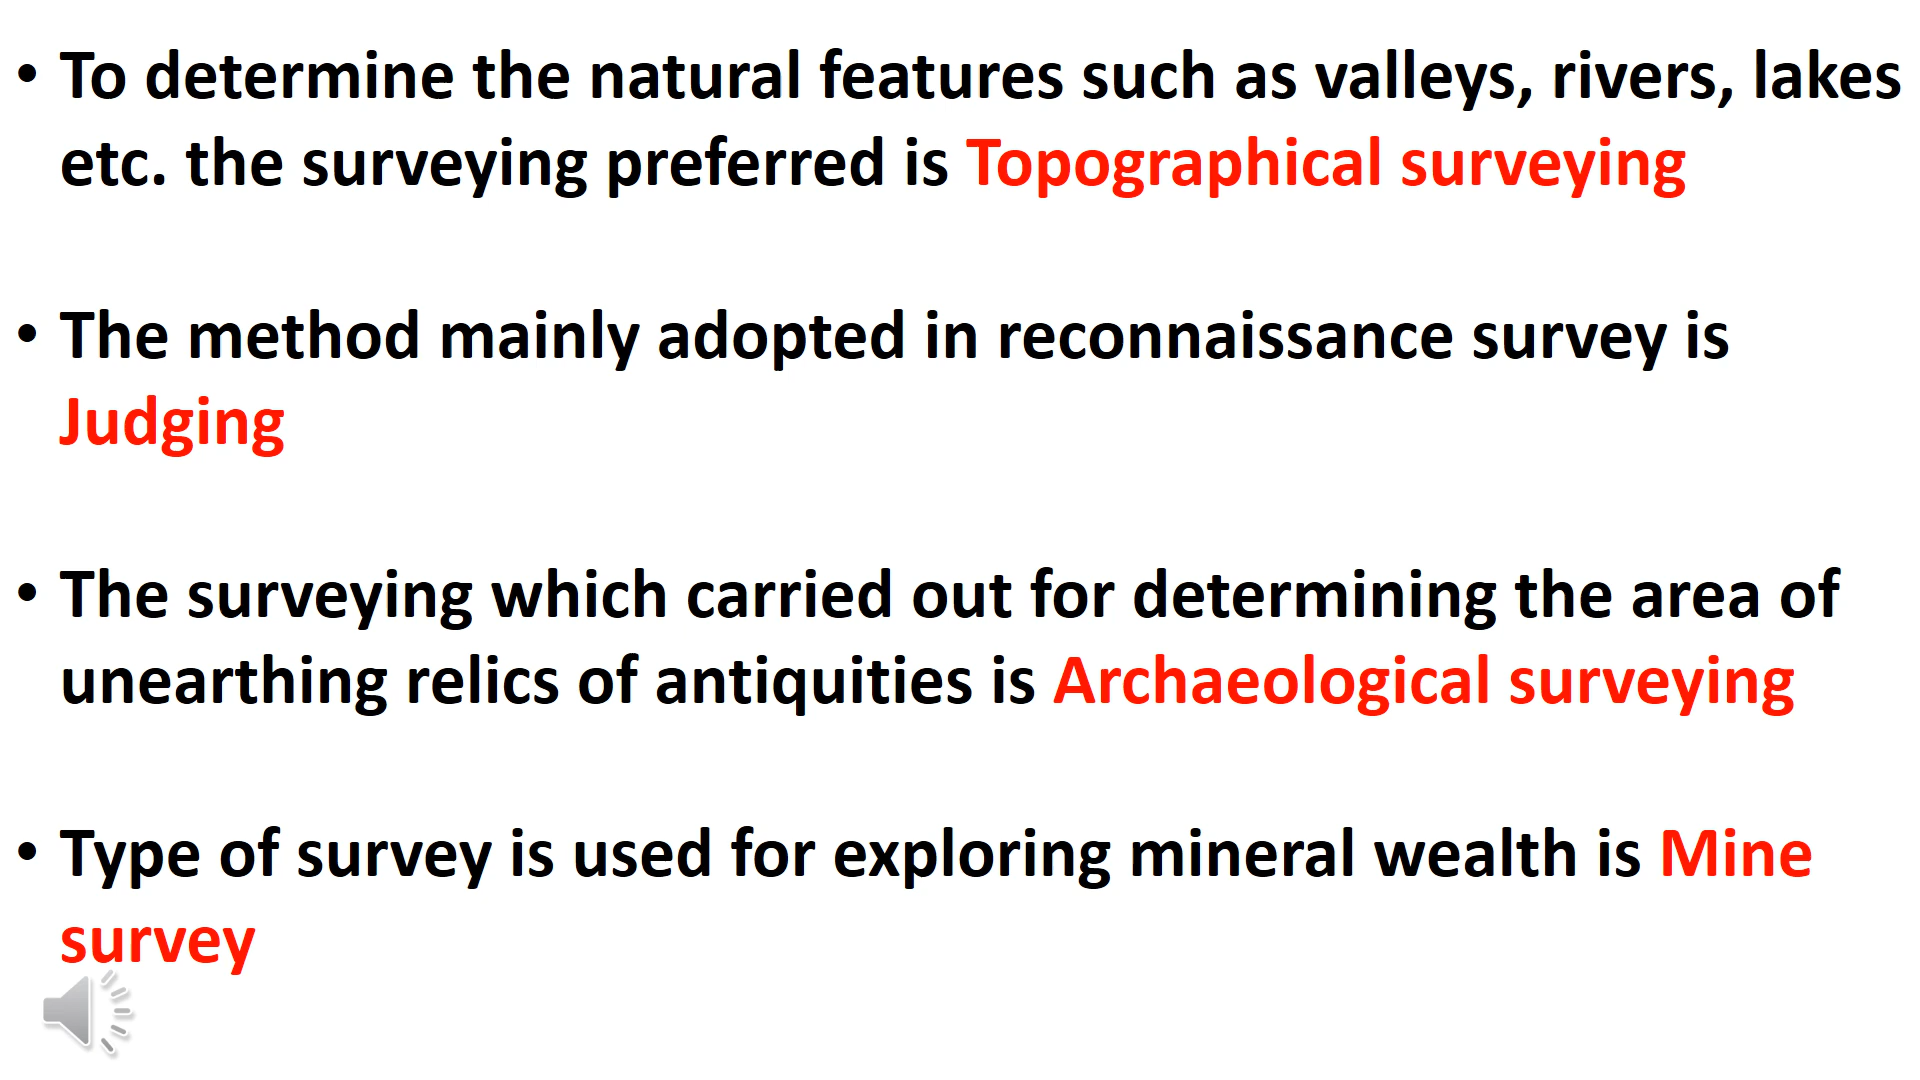 • To determine the natural features such as valleys, rivers, lakes
etc. the surveying preferred is Topographical surveying
• The method mainly adopted in reconnaissance survey is
Judging
• The surveying which carried out for determining the area of
unearthing relics of antiquities is Archaeological surveying
• Type of survey is used for exploring mineral wealth is Mine
survey